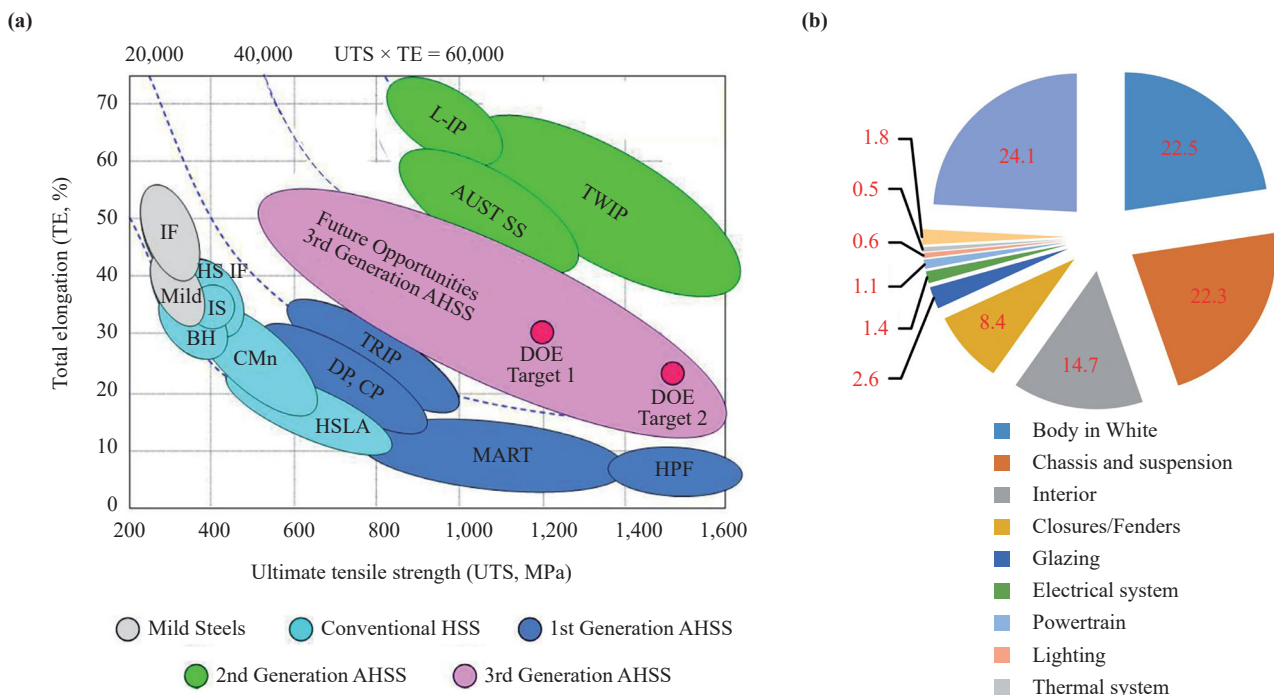 (a)
20,000
40,000
UTS × TE = 60,000
70
60
50
40
30
20
10
0
Total elongation (TE, %)
L-IP
TWIP
AUST SS
Future Opportunities
3rd Generation AHSS
IF
HS IF
Mild
IS
BH
CMn
TRIP
DP, CP
HSLA
DOE
Target 1
DOE
Target 2
MART
HPF
200
400
600
800
1,000
1,200
1,400
1,600
Ultimate tensile strength (UTS, MPa)
Mild Steels
Conventional HSS
1st Generation AHSS
2nd Generation AHSS
3rd Generation AHSS
(b)
24.1
22.5
1.8
0.5
0.6
1.1
1.4
2.6
8.4
14.7
22.3
Body in White
Chassis and suspension
Interior
Closures/Fenders
Glazing
Electrical system
Powertrain
Lighting
Thermal system